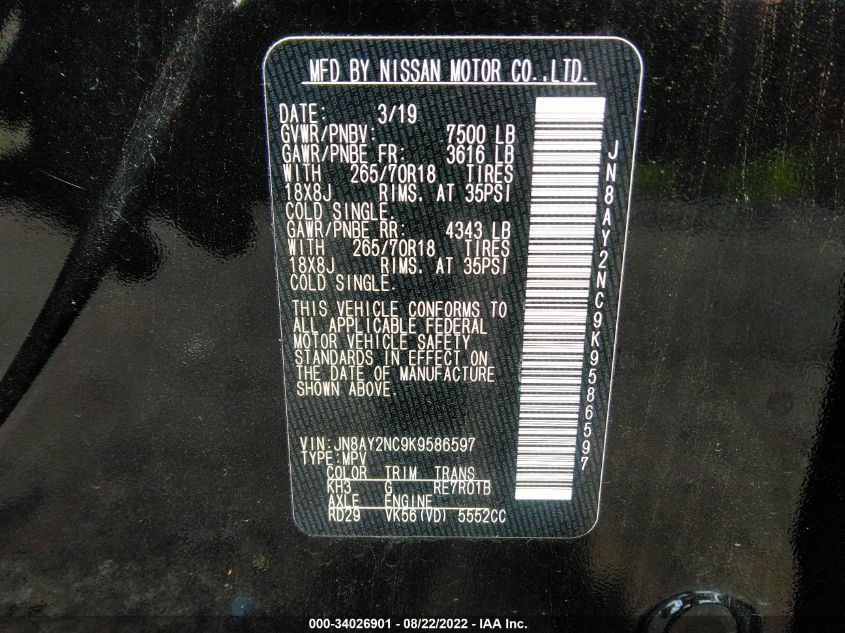 MFD BY NISSAN MOTOR CO.,LTD.
DATE: 3/19
GVWR/PNBV: 7500 LB
GAWR/PNBE FR: 3616 LB
WITH 265/70R18 TIRES
18X8J RIMS. AT 35PSI
COLD SINGLE.
GAWR/PNBE RR: 4343 LB
WITH 265/70R18 TIRES
18X8J RIMS. AT 35PSI
COLD SINGLE.
THIS VEHICLE CONFORMS TO
ALL APPLICABLE FEDERAL
MOTOR VEHICLE SAFETY
STANDARDS IN EFFECT ON
THE DATE OF MANUFACTURE
SHOWN ABOVE.
VIN:JN8AY2NC9K9586597
TYPE:MPV
COLOR TRIM TRANS
KH3 G RE7R01B
AXLE ENGINE
RD29 VK56(VD) 5552CC
JN8AY2NC9K9586597
000-34026901 - 08/22/2022 - IAA Inc.